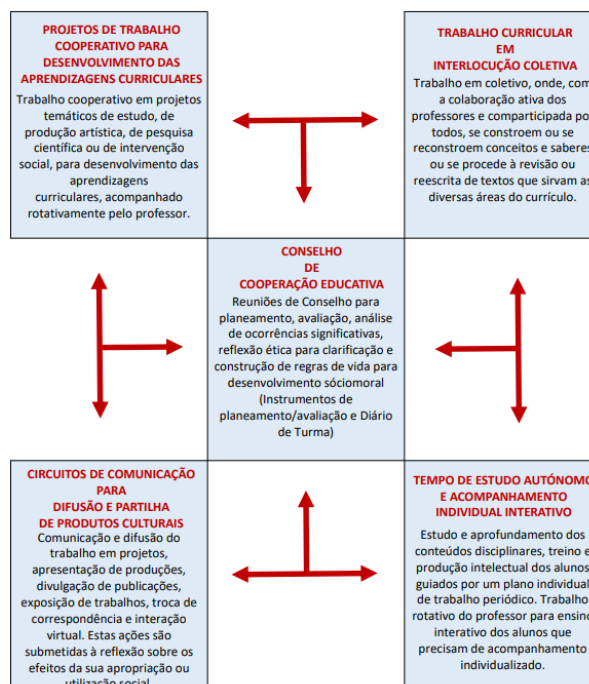 PROJETOS DE TRABALHO
COOPERATIVO PARA
DESENVOLVIMENTO DAS
APRENDIZAGENS CURRICULARES
Trabalho cooperativo em projetos
temáticos de estudo, de
produção artística, de pesquisa
científica ou de intervenção
social, para desenvolvimento das
aprendizagens
curriculares, acompanhado
rotativamente pelo professor.
TRABALHO CURRICULAR
EM
INTERLOCUÇÃO COLETIVA
Trabalho em coletivo, onde, com
a colaboração ativa dos
professores e comparticipada po
todos, se constroem ou se
reconstroem conceitos e saberes
ou se procede à revisão ou
reescrita de textos que sirvam as
diversas áreas do currículo.
CONSELHO
DE
COOPERAÇÃO EDUCATIVA
Reuniões de Conselho para
planeamento, avaliação, análise
de ocorrências significativas,
reflexão ética para clarificação e
construção de regras de vida para
desenvolvimento sóciomoral
(Instrumentos de
planeamento/avaliação e Diário
de Turma)
CIRCUITOS DE COMUNICAÇÃO
PARA
DIFUSÃO E PARTILHA
DE PRODUTOS CULTURAIS
Comunicação e difusão do
trabalho em projetos,
apresentação de produções,
divulgação de publicações,
exposição de trabalhos, troca de
correspondência e interação
virtual. Estas ações são
submetidas à reflexão sobre os
efeitos da sua apropriação ou
utilização social
TEMPO DE ESTUDO AUTÓNOMO
E ACOMPANHAMENTO
INDIVIDUAL INTERATIVO
Estudo e aprofundamento dos
conteúdos disciplinares, treino e
produção intelectual dos alunos
guiados por um plano individual
de trabalho periódico. Trabalho
rotativo do professor para ensino
interativo dos alunos que
precisam de acompanhamento
individualizado.